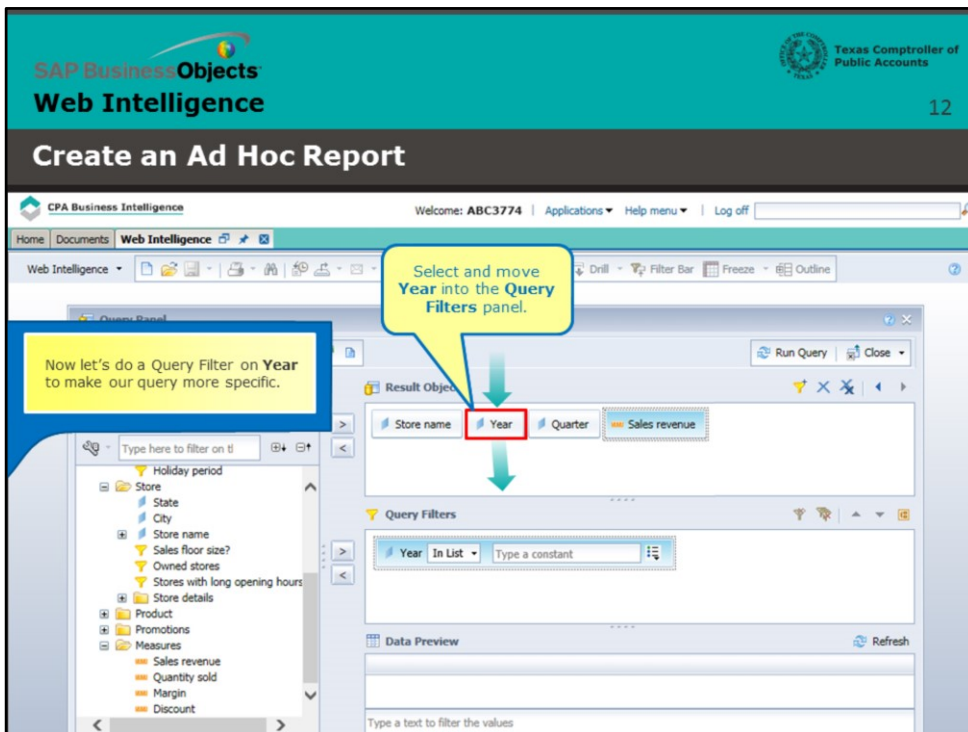 SAP BusinessObjects
Web Intelligence
Texas Comptroller of
Public Accounts
12
Create an Ad Hoc Report
CPA Business Intelligence
Welcome: ABC3774 | Applications Help menu | Log off
Home Documents Web Intelligence
Web Intelligence
Drill Filter Bar Freeze Outline
Select and move
Year into the Query
Filters panel.
Query Panel
Now let's do a Query Filter on Year
to make our query more specific.
Run Query Close
Result Objec
Store name Year Quarter Sales revenue
Type here to filter on tl
Holiday period
Store
State
City
Store name
Sales floor size?
Owned stores
Stores with long opening hours
Store details
Product
Promotions
Measures
Sales revenue
Quantity sold
Margin
Discount
Query Filters
Year In List Type a constant
Data Preview
Refresh
Type a text to filter the values